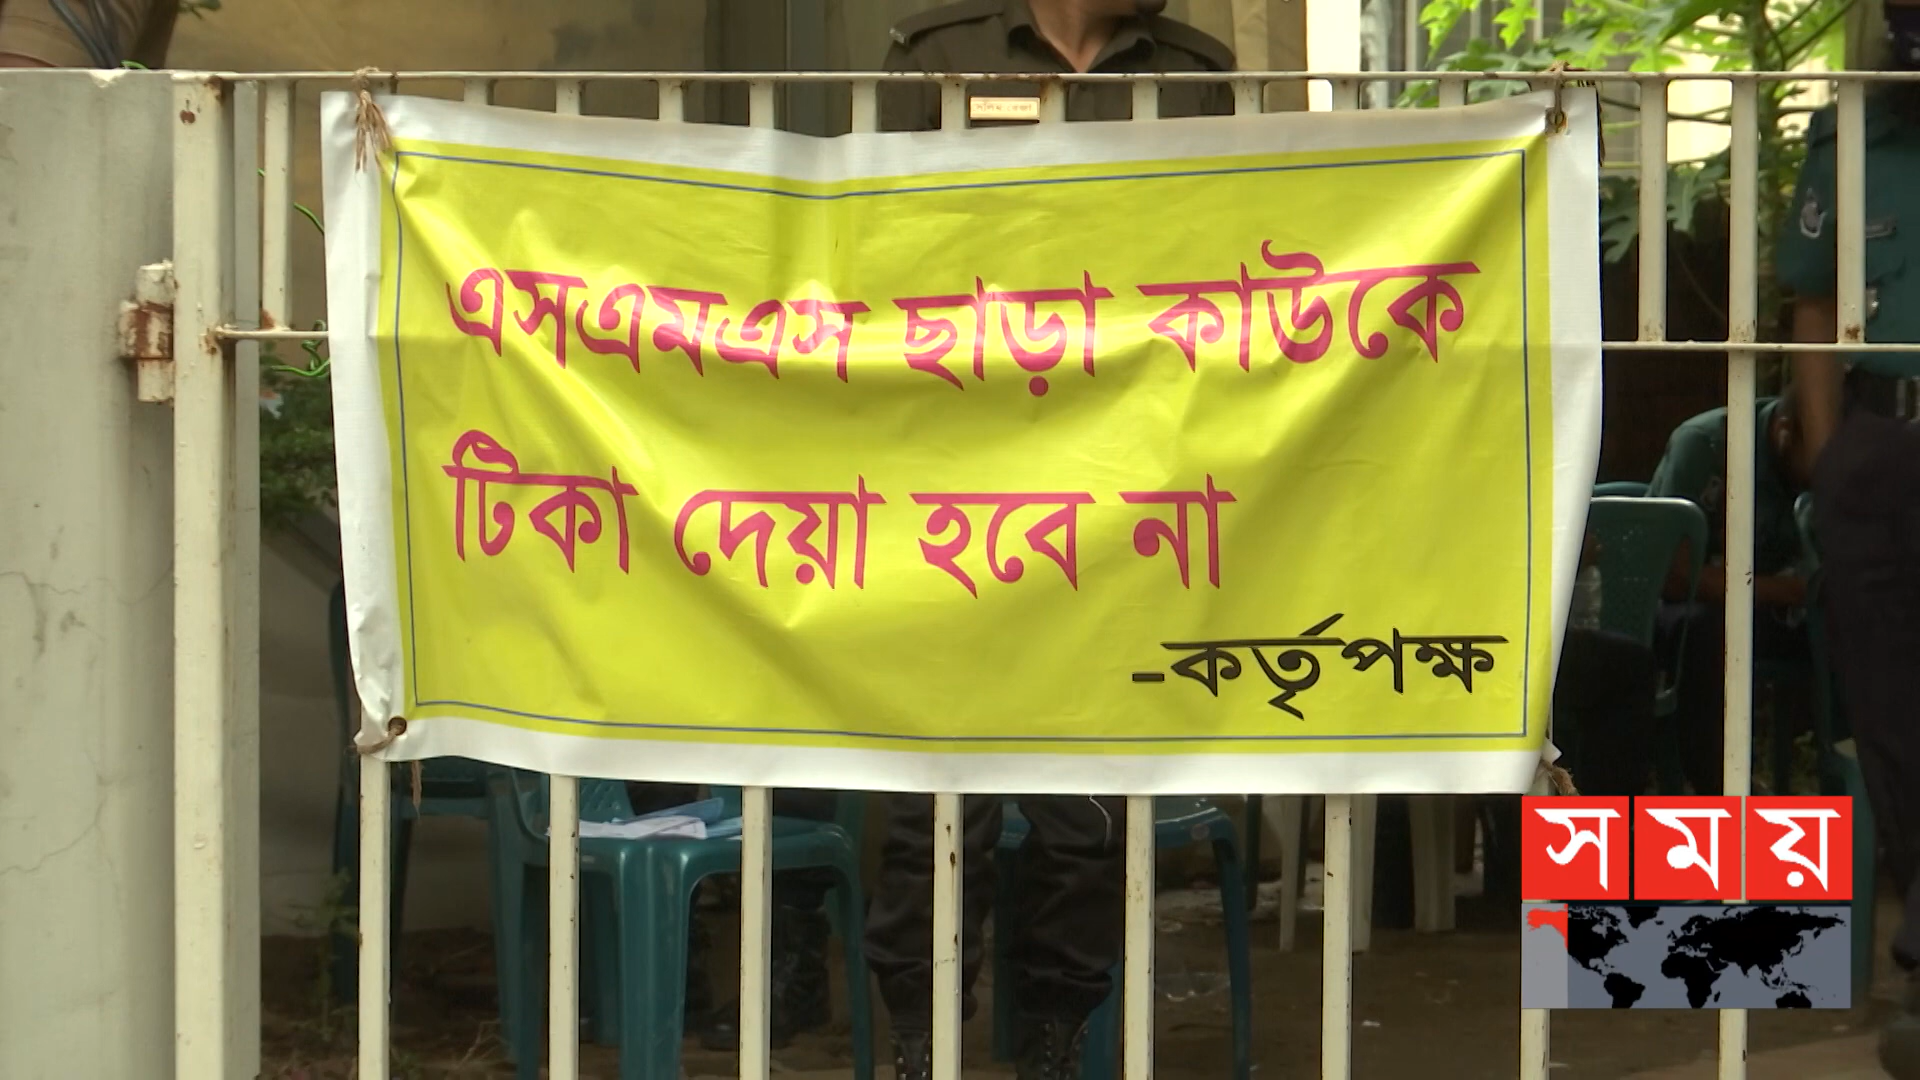 এসএমএস ছাড়া কাউকে
টিকা দেয়া হবে না
-কর্তৃপক্ষ
সময়